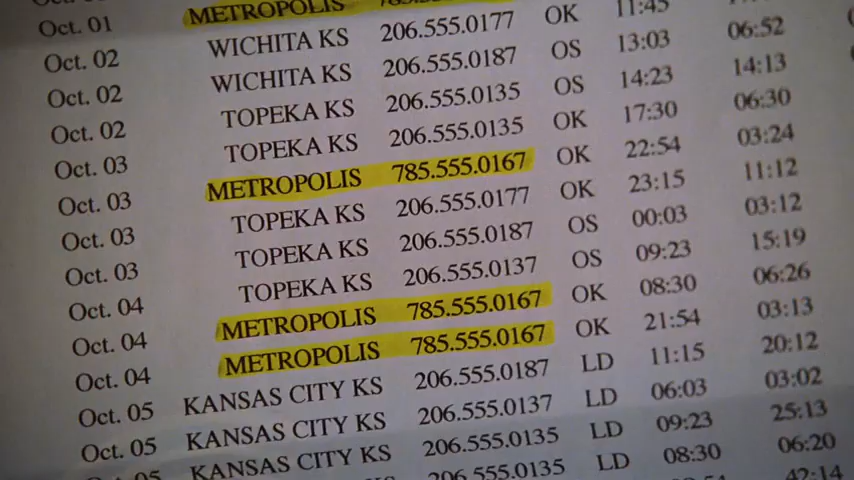 Oct. 01 METROPOLIS
Oct. 02 WICHITA KS 206.555.0177 OK 11:45
Oct. 02 WICHITA KS 206.555.0187 OS 13:03 06:52
Oct. 02 TOPEKA KS 206.555.0135 OS 14:23 14:13
Oct. 03 TOPEKA KS 206.555.0135 OK 17:30 06:30
Oct. 03 METROPOLIS 785.555.0167 OK 22:54 03:24
Oct. 03 TOPEKA KS 206.555.0177 OK 23:15 11:12
Oct. 03 TOPEKA KS 206.555.0187 OS 00:03 03:12
Oct. 04 TOPEKA KS 206.555.0137 OS 09:23 15:19
Oct. 04 METROPOLIS 785.555.0167 OK 08:30 06:26
Oct. 04 METROPOLIS 785.555.0167 OK 21:54 03:13
Oct. 05 KANSAS CITY KS 206.555.0187 LD 11:15 20:12
Oct. 05 KANSAS CITY KS 206.555.0137 LD 06:03 03:02
KANSAS CITY KS 206.555.0135 LD 09:23 25:13
206.555.0135 LD 08:30 06:20
42:14